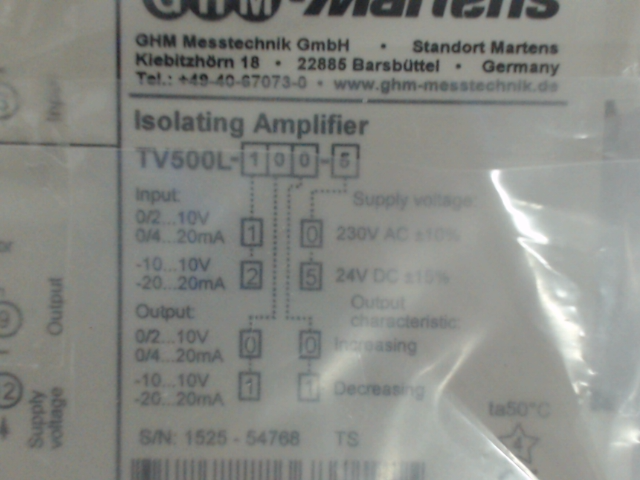 GHM-Martens
GHM Messtechnik GmbH • Standort Martens
Kiebitzhörn 18 • 22885 Barsbüttel • Germany
Tel.: +49-40-67073-0 • www.ghm-messtechnik.de
Isolating Amplifier
TV500L-100-5
Input: Supply voltage:
0/2...10V
0/4...20mA 1 0 230V AC ±10%
-10...10V
-20...20mA 2 5 24V DC ±15%
Output: Output
characteristic:
0/2...10V
0/4...20mA 0 0 Increasing
-10...10V
-20...20mA 1 1 Decreasing
S/N: 1525 - 54768 TS
ta50°C
4
Input
Output
Supply
voltage